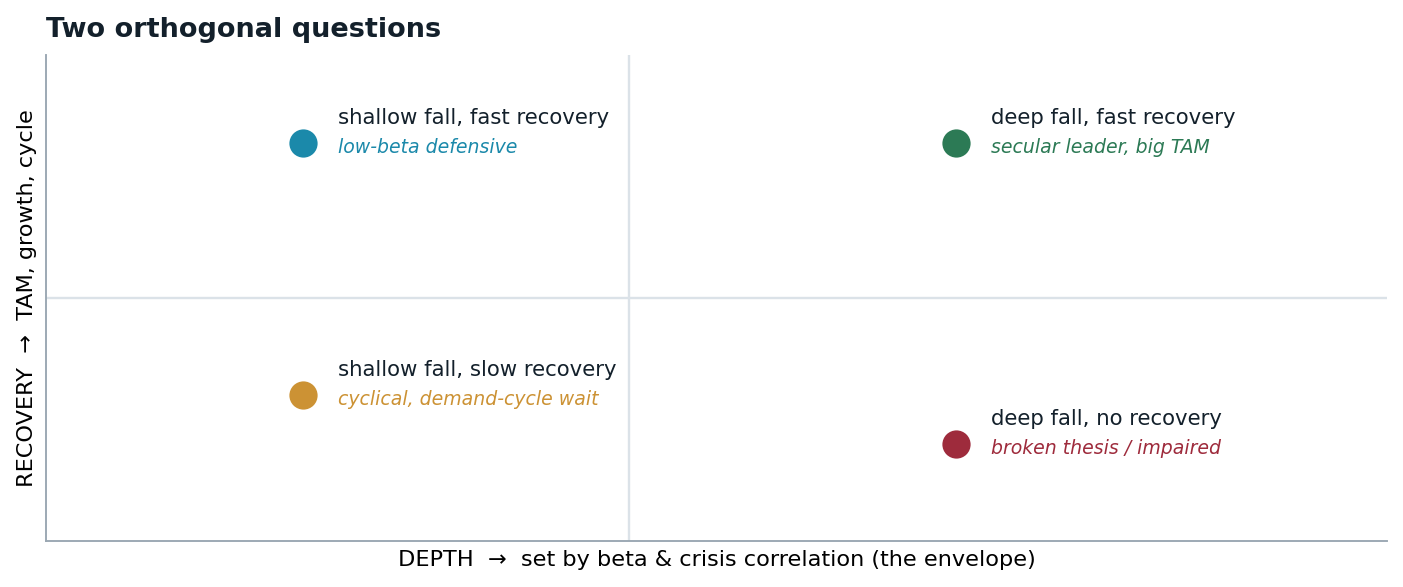 Two orthogonal questions
shallow fall, fast recovery
low-beta defensive
deep fall, fast recovery
secular leader, big TAM
RECOVERY → TAM, growth, cycle
shallow fall, slow recovery
cyclical, demand-cycle wait
deep fall, no recovery
broken thesis / impaired
DEPTH → set by beta & crisis correlation (the envelope)